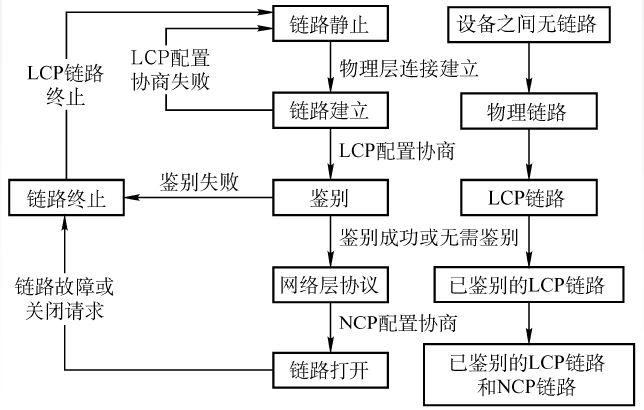 链路静止
设备之间无链路
LCP配置
协商失败
LCP链路
终止
物理层连接建立
链路建立
物理链路
LCP配置协商
链路终止
鉴别失败
鉴别
LCP链路
鉴别成功或无需鉴别
链路故障或
关闭请求
网络层协议
已鉴别的LCP链路
NCP配置协商
链路打开
已鉴别的LCP链路
和NCP链路